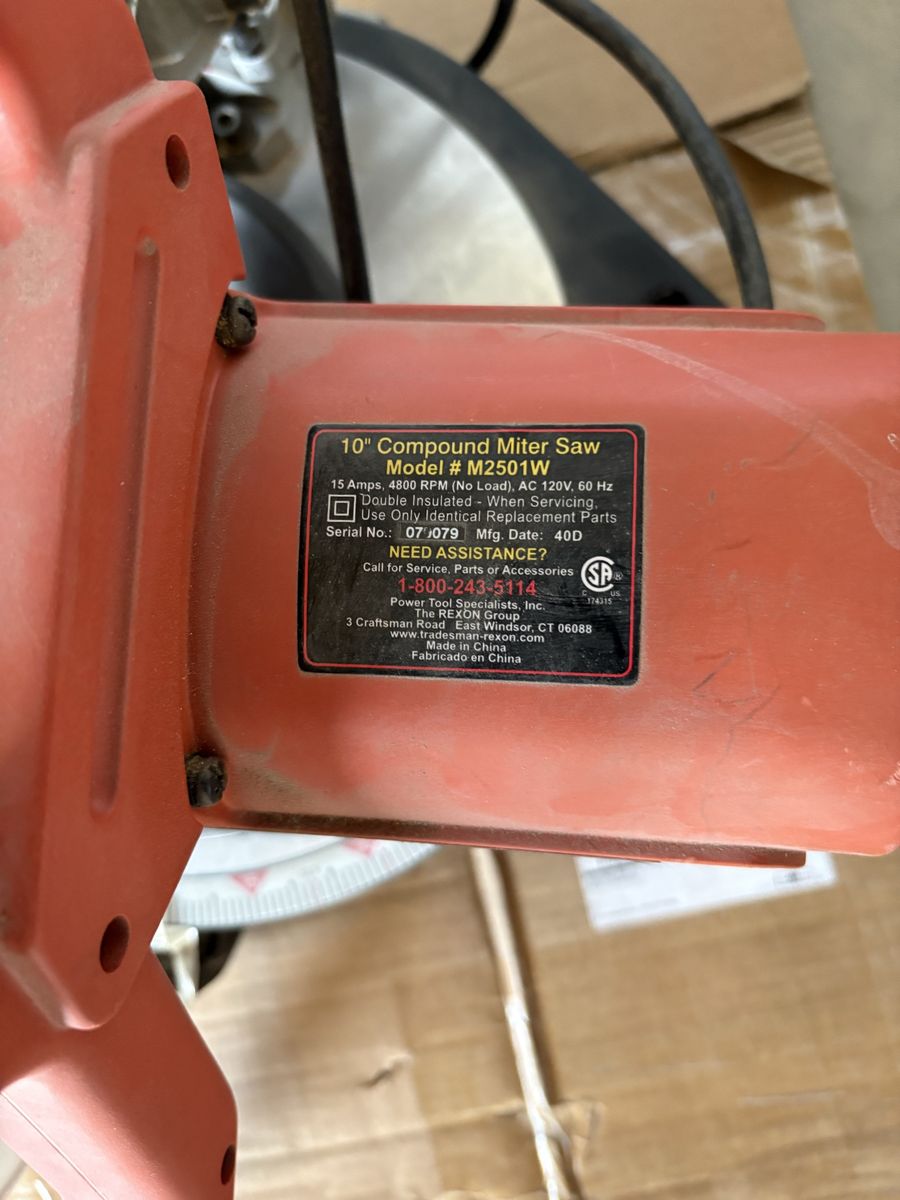 10" Compound Miter Saw
Model # M2501W
15 Amps, 4800 RPM (No Load), AC 120V, 60 Hz
Double Insulated - When Servicing,
Use Only Identical Replacement Parts
Serial No.: Mfg. Date: 40D
NEED ASSISTANCE?
Call for Service, Parts or Accessories
1-800-243-5114
Power Tool Specialists, Inc.
The REXON Group
3 Craftsman Road East Windsor, CT 06088
www.tradesman-rexon.com
Made in China
Fabricado en China
SA ®
C US